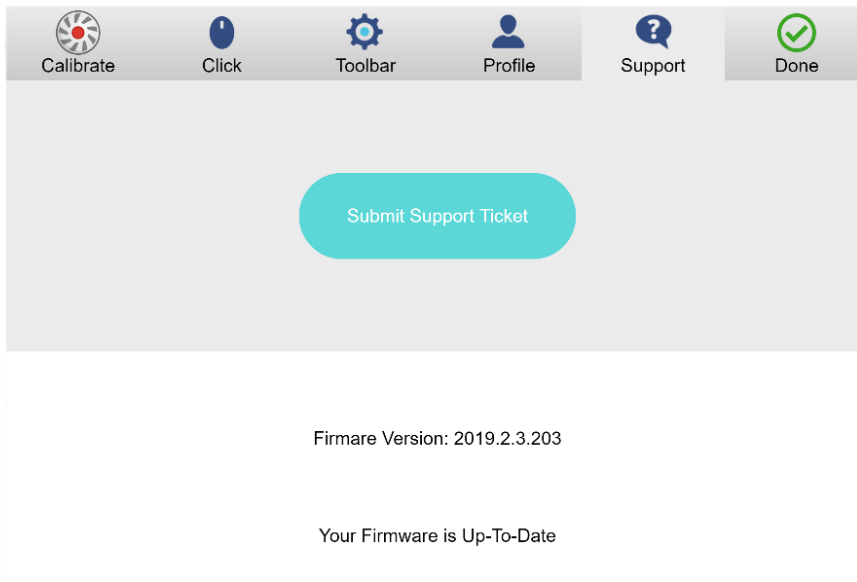 Calibrate Click Toolbar Profile Support Done
Submit Support Ticket
Firmare Version: 2019.2.3.203
Your Firmware is Up-To-Date